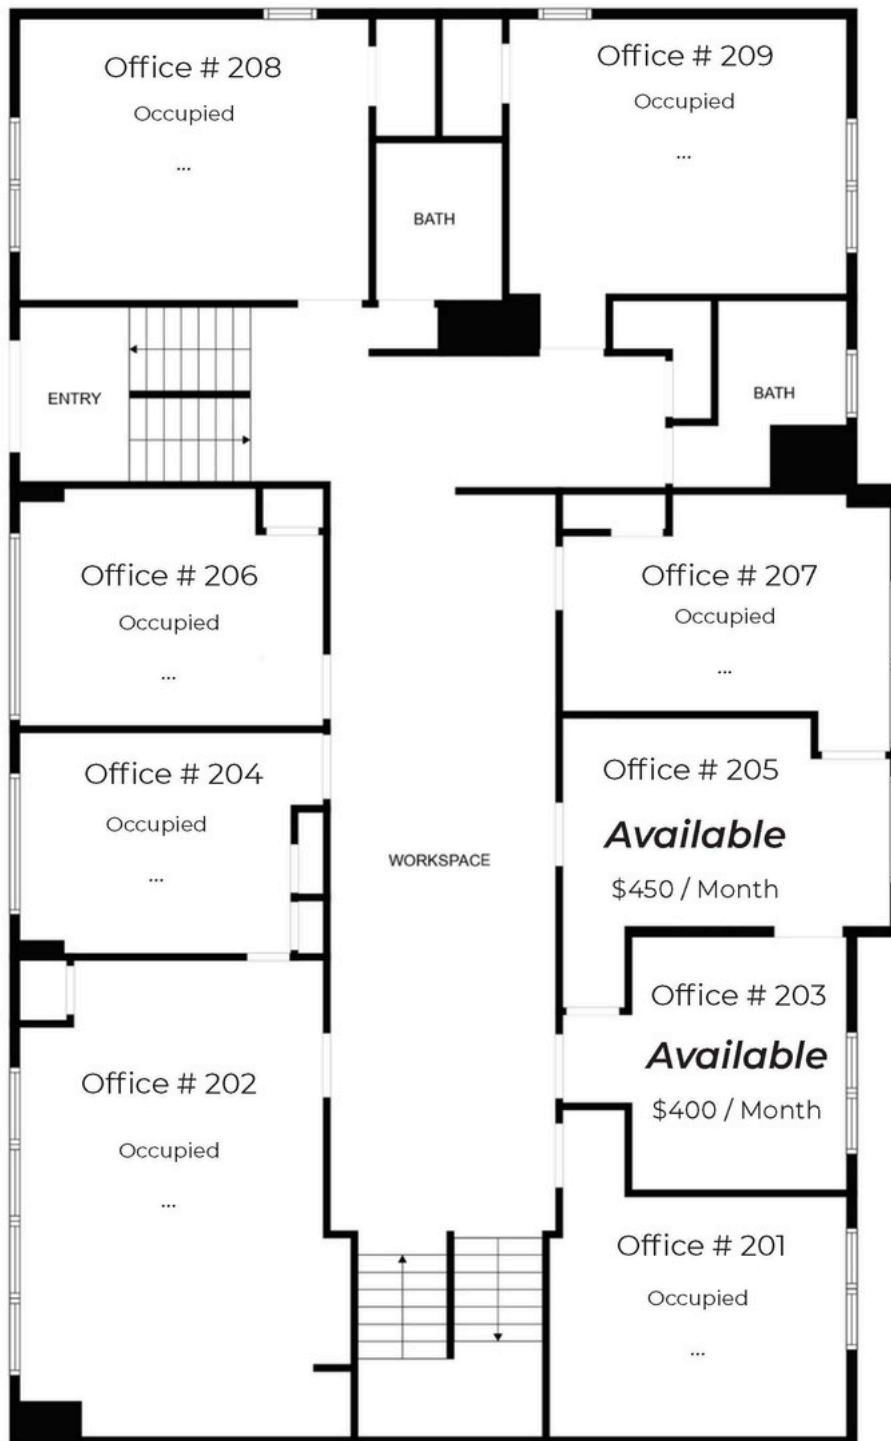 Office # 208
Occupied
...
Office # 209
Occupied
...
BATH
ENTRY
BATH
Office # 206
Occupied
...
Office # 207
Occupied
...
Office # 204
Occupied
...
Office # 205
Available
$450 / Month
WORKSPACE
Office # 203
Available
$400 / Month
Office # 202
Occupied
...
Office # 201
Occupied
...